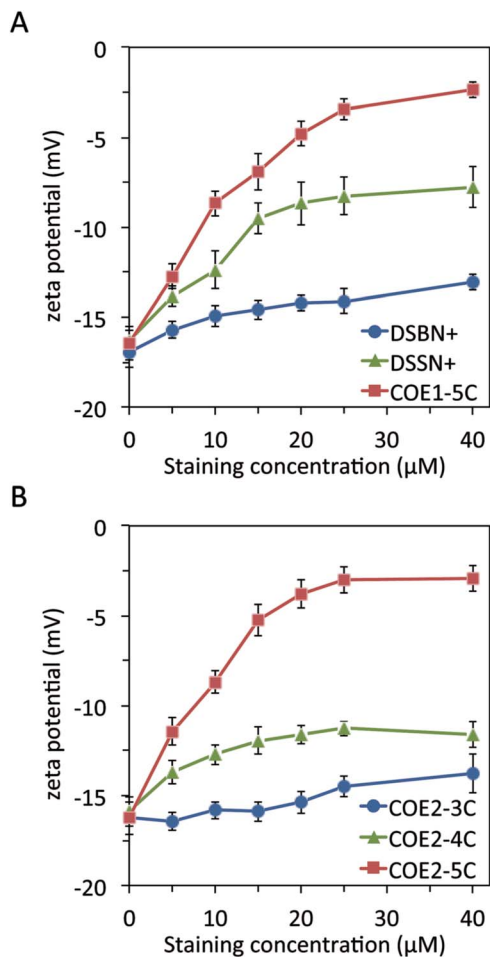 A
0
-5
-10
-15
-20
zeta potential (mV)
DSBN+
DSSN+
COE1-5C
0 10 20 30 40
Staining concentration (μM)
B
0
-5
-10
-15
-20
zeta potential (mV)
COE2-3C
COE2-4C
COE2-5C
0 10 20 30 40
Staining concentration (μM)